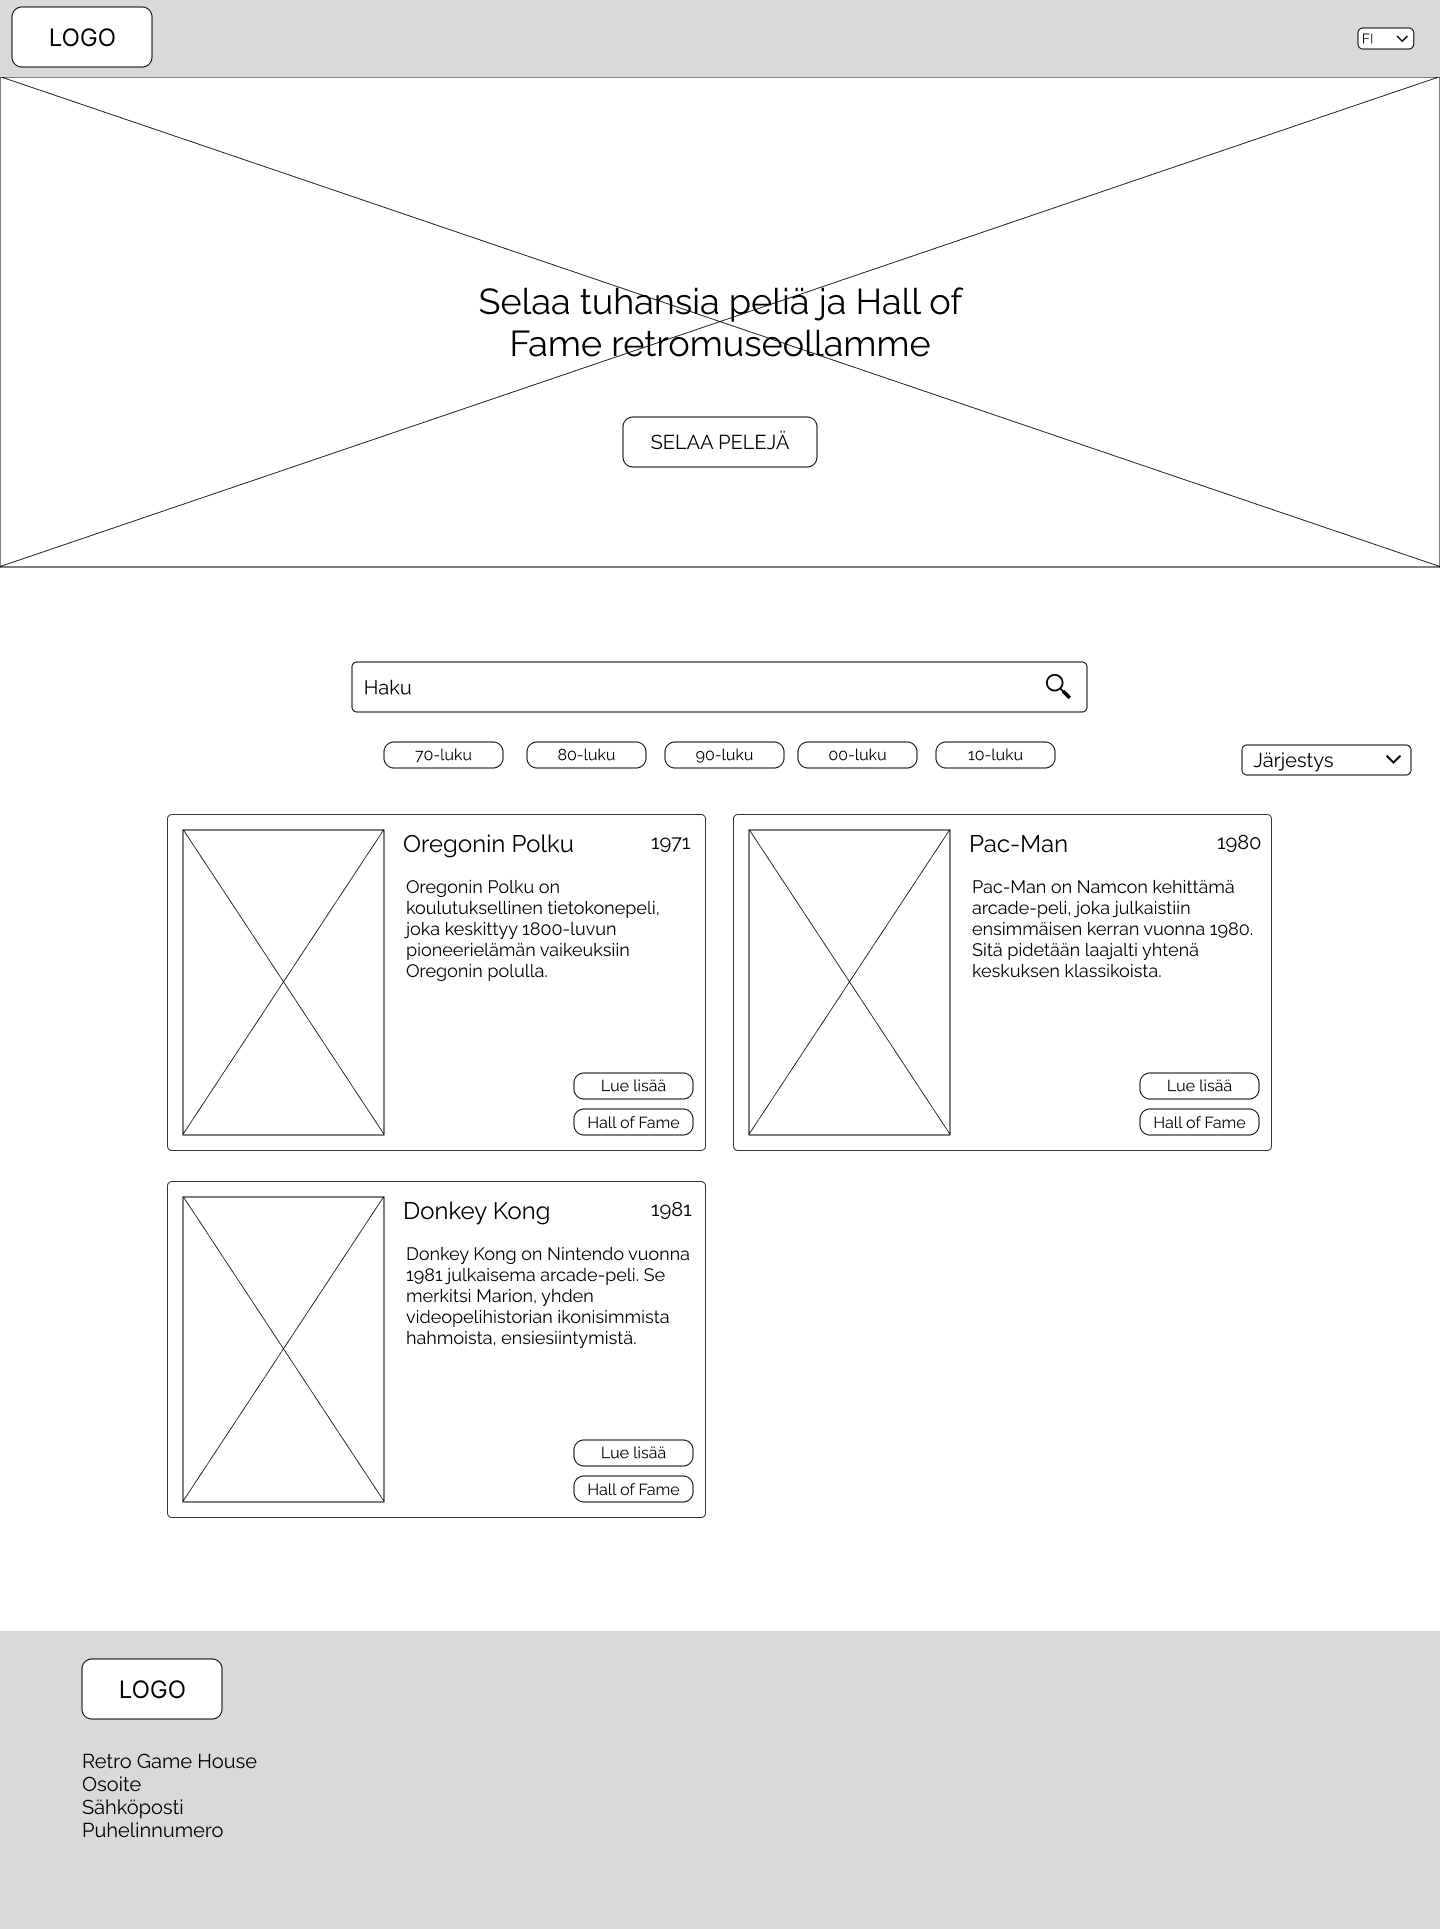 LOGO
FI
Selaa tuhansia peliä ja Hall of
Fame retromuseollamme
SELAA PELEJÄ
Haku
70-luku
80-luku
90-luku
00-luku
10-luku
Järjestys
Oregonin Polku
1971
Oregonin Polku on
koulutuksellinen tietokonepeli,
joka keskittyy 1800-luvun
pioneerielämän vaikeuksiin
Oregonin polulla.
Lue lisää
Hall of Fame
Pac-Man
1980
Pac-Man on Namcon kehittämä
arcade-peli, joka julkaistiin
ensimmäisen kerran vuonna 1980.
Sitä pidetään laajalti yhtenä
keskuksen klassikoista.
Lue lisää
Hall of Fame
Donkey Kong
1981
Donkey Kong on Nintendo vuonna
1981 julkaisema arcade-peli. Se
merkitsi Marion, yhden
videopelihistorian ikonisimmista
hahmoista, ensiesiintymistä.
Lue lisää
Hall of Fame
LOGO
Retro Game House
Osoite
Sähköposti
Puhelinnumero